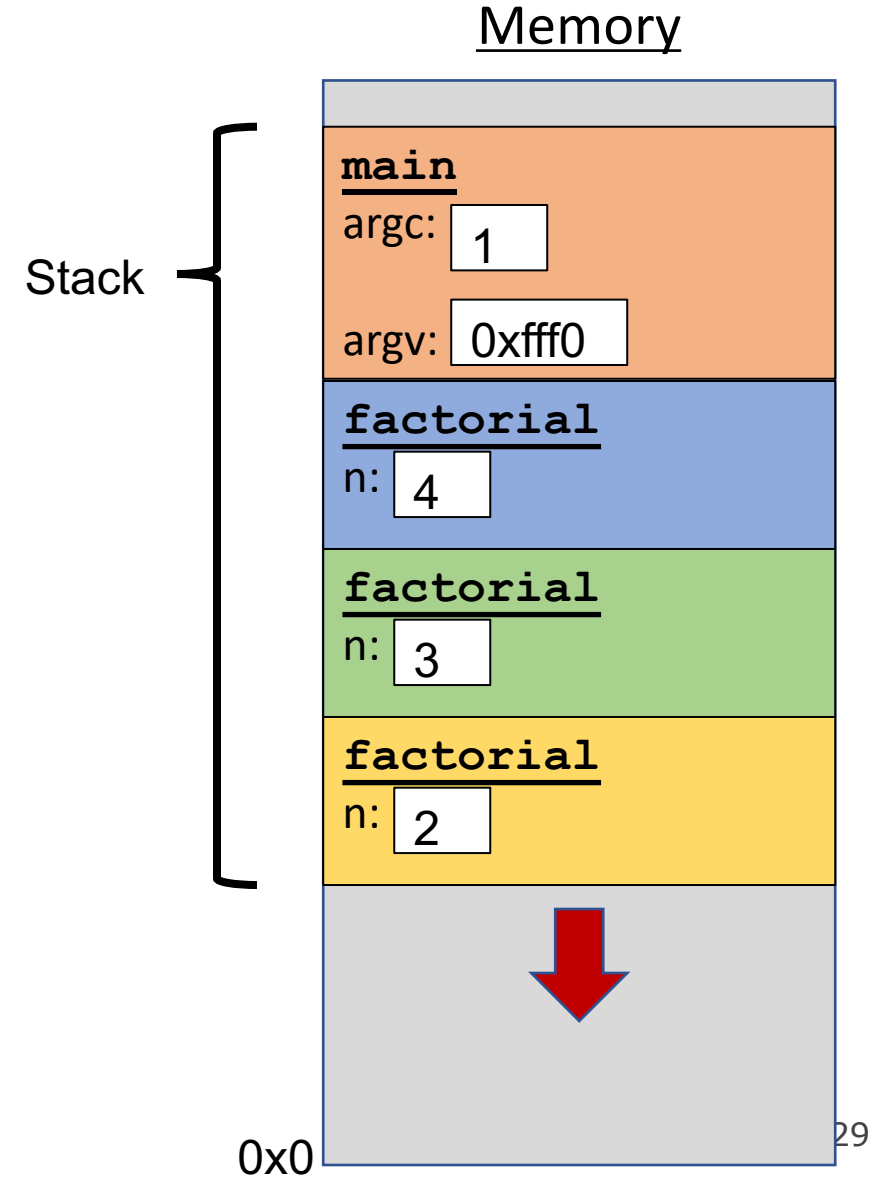 Memory
main
argc: 1
Stack
argv: 0xfff0
factorial
n: 4
factorial
n: 3
factorial
n: 2
29
0x0